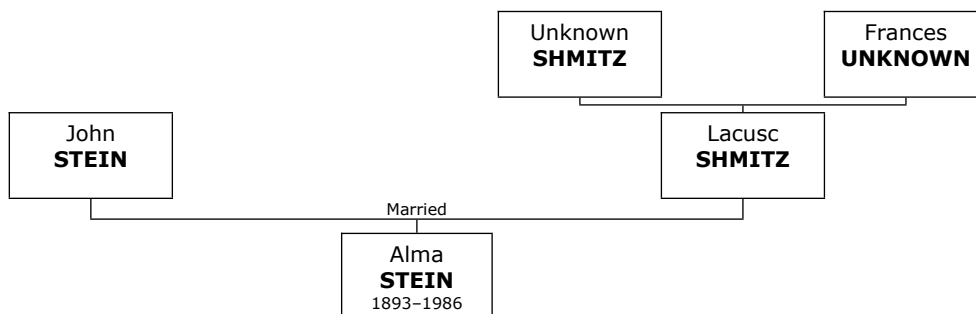 Unknown
SHMITZ
Frances
UNKNOWN
John
STEIN
Lacusc
SHMITZ
Married
Alma
STEIN
1893–1986